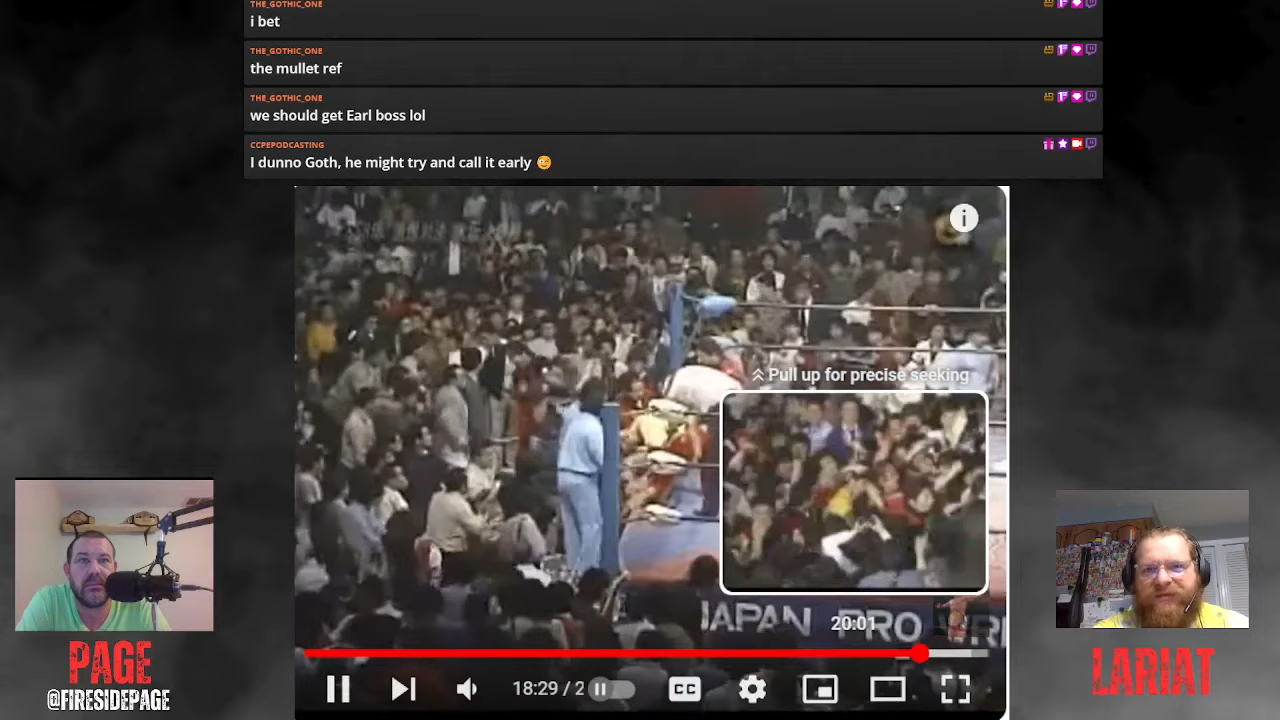 THE_GOTHIC_ONE
i bet
THE_GOTHIC_ONE
the mullet ref
THE_GOTHIC_ONE
we should get Earl boss lol
CCPEPODCASTING
I dunno Goth, he might try and call it early
Pull up for precise seeking
JAPAN PRO WRE
20:01
18:29 / 2
CC
PAGE
@FIRESIDEPAGE
LARIAT